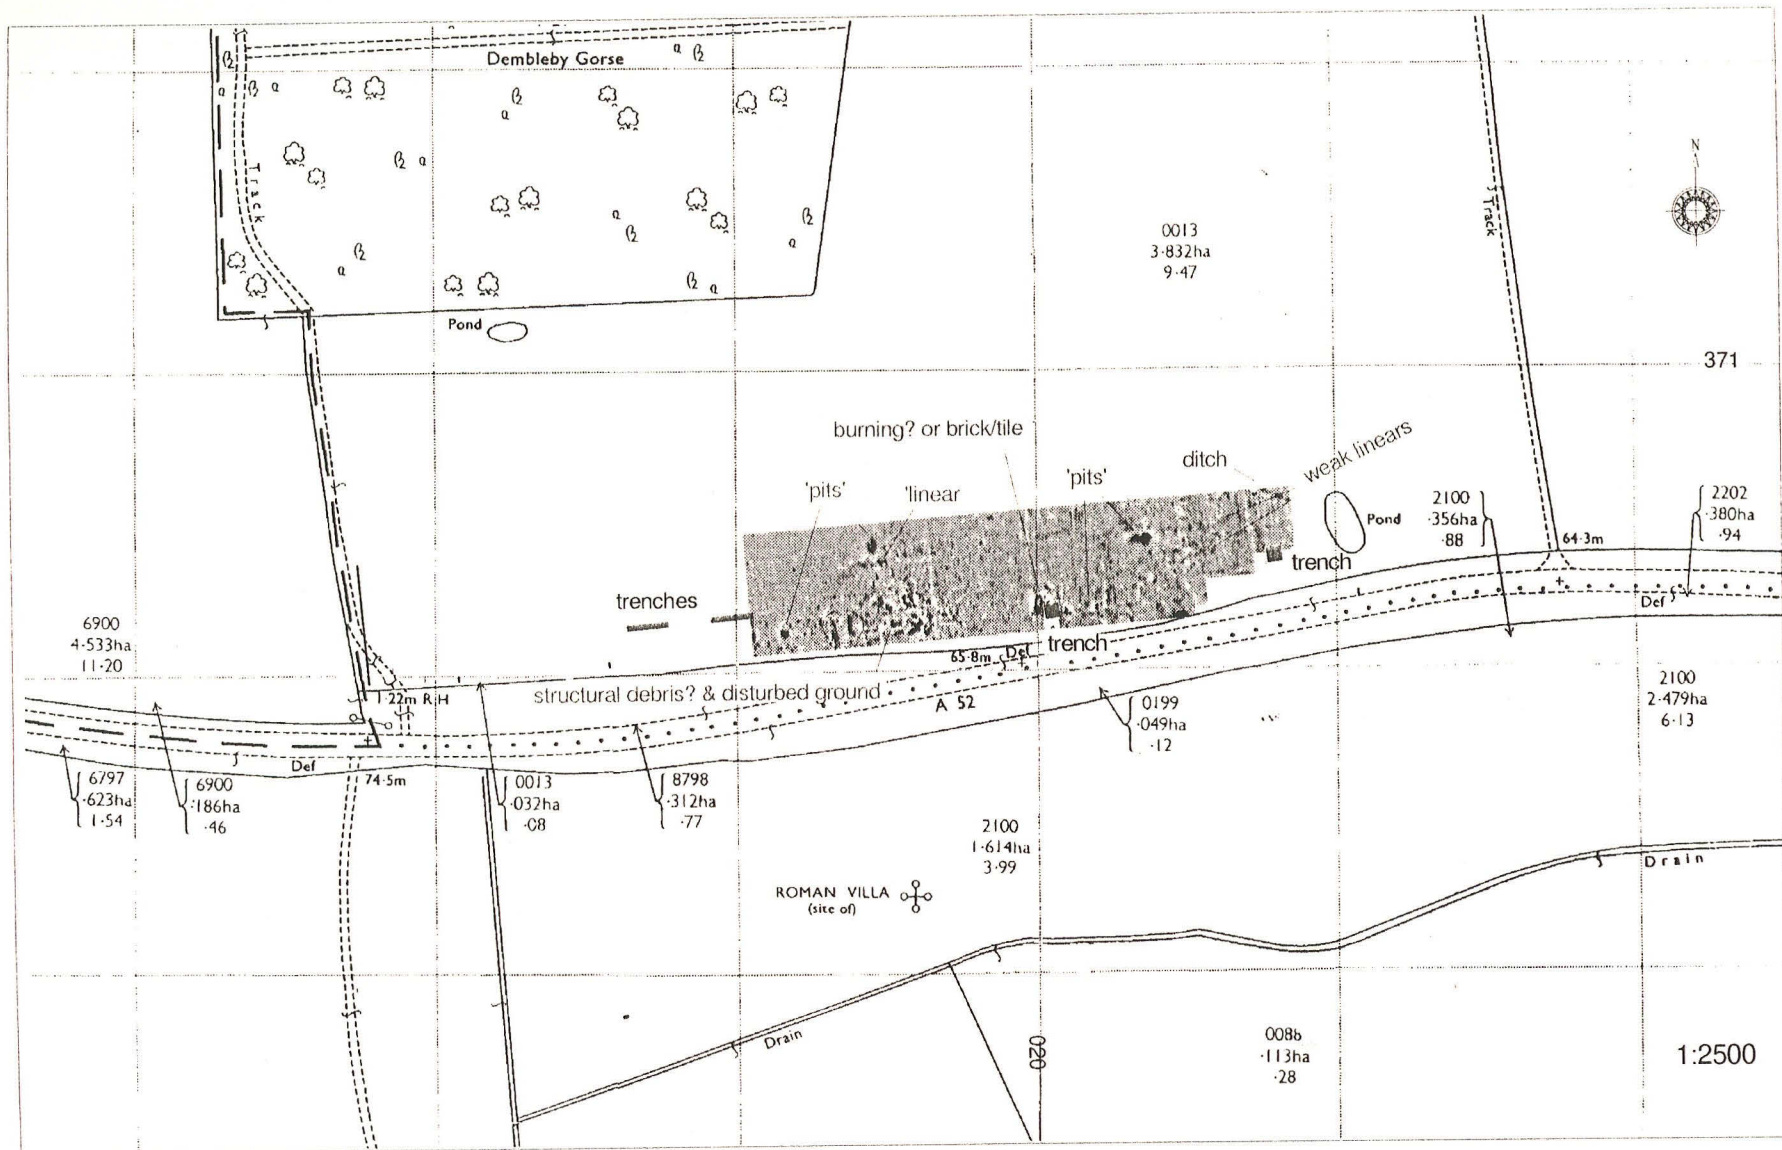 Dembleby Gorse
Track
N
Track
0013
3·832ha
9·47
Pond
371
burning? or brick/tile
'pits'
'linear
'pits'
ditch
weak linears
Pond
2100
·356ha
·88
2202
·380ha
·94
64·3m
trench
trenches
trench
Def
65·8m
Def
6900
4·533ha
11·20
1·22m R H
structural debris? & disturbed ground
A 52
0199
·049ha
·12
2100
2·479ha
6·13
Def
74·5m
6797
·623ha
1·54
6900
·186ha
·46
0013
·032ha
·08
8798
·312ha
·77
2100
1·614ha
3·99
ROMAN VILLA
(site of)
Drain
Drain
020
·113ha
·28
1:2500